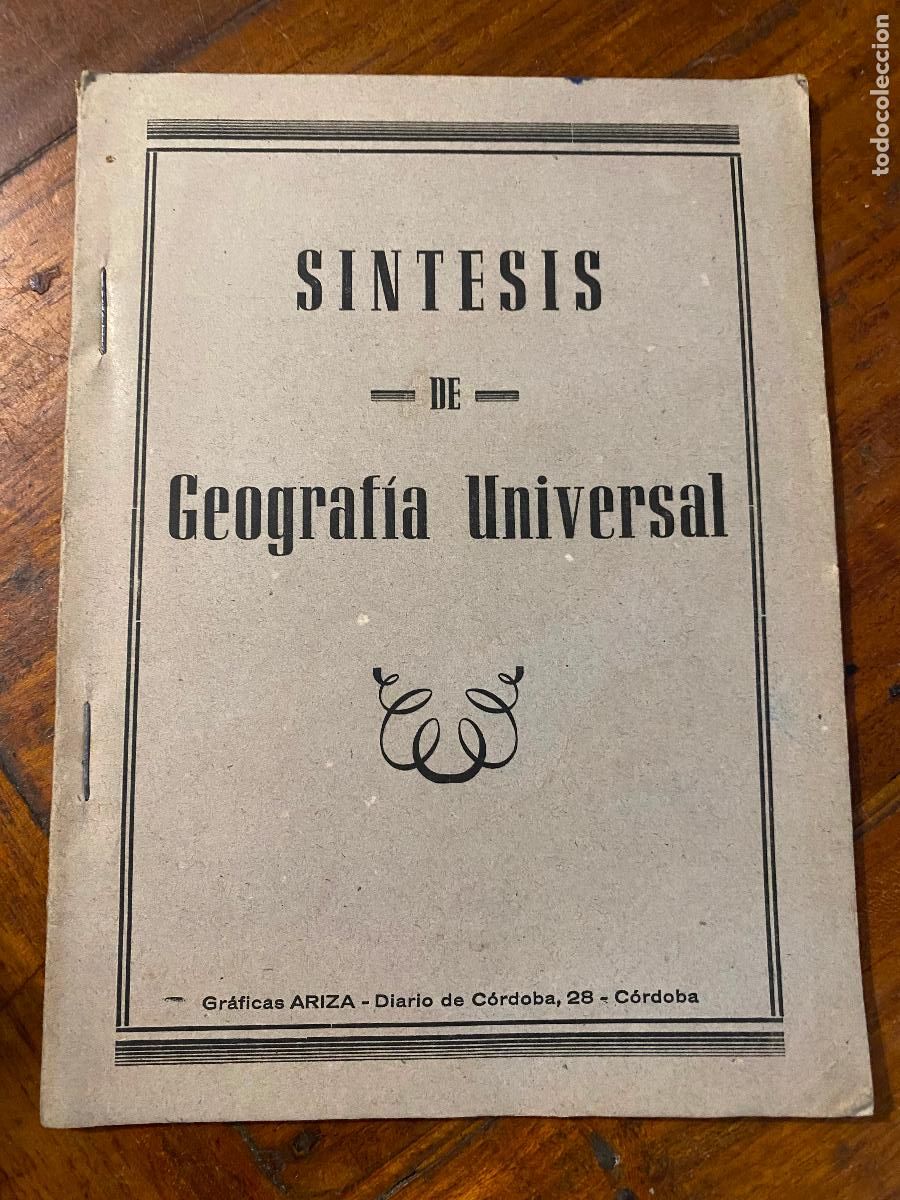 SINTESIS
DE
Geografía Universal
Gráficas ARIZA - Diario de Córdoba, 28 - Córdoba
todocoleccion